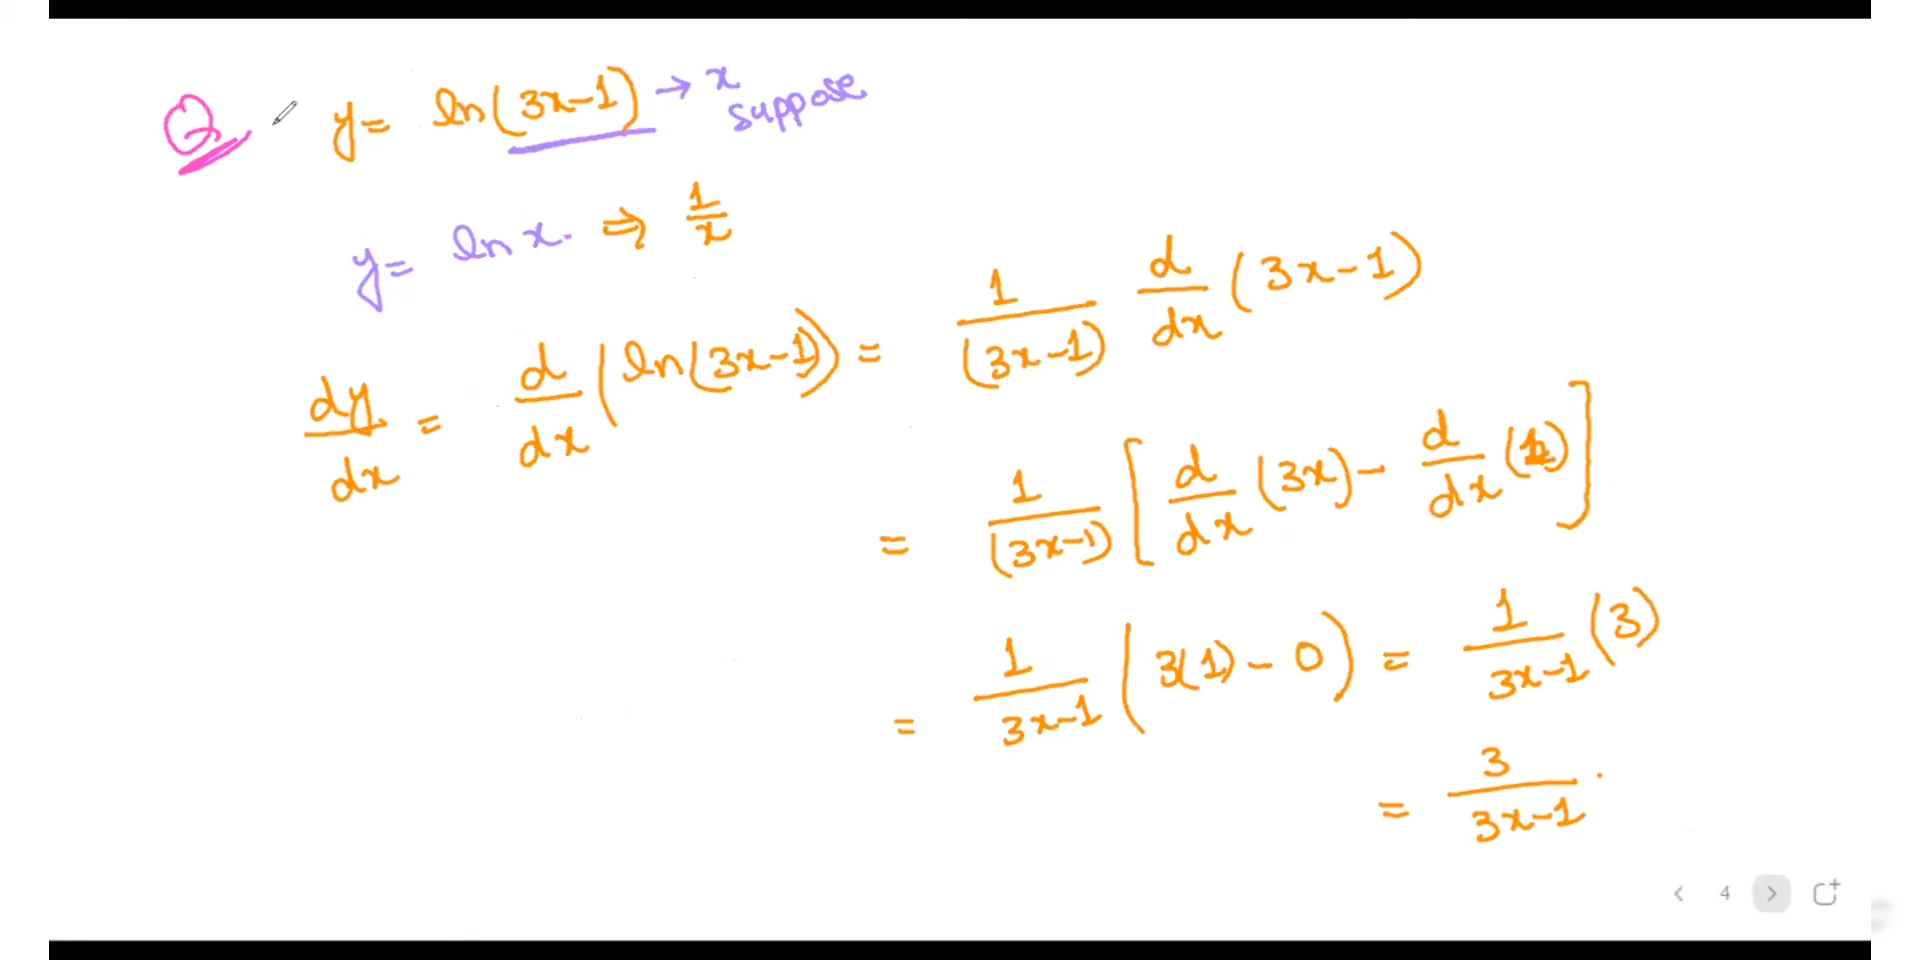 Q. y = ln(3x-1) → x suppose
y = ln x. ⇒ 1/x
dy/dx = d/dx (ln(3x-1)) = 1/(3x-1) d/dx (3x-1)
= 1/(3x-1) [d/dx (3x) - d/dx (1)]
= 1/3x-1 (3(1) - 0) = 1/3x-1 (3)
= 3/3x-1 .
4